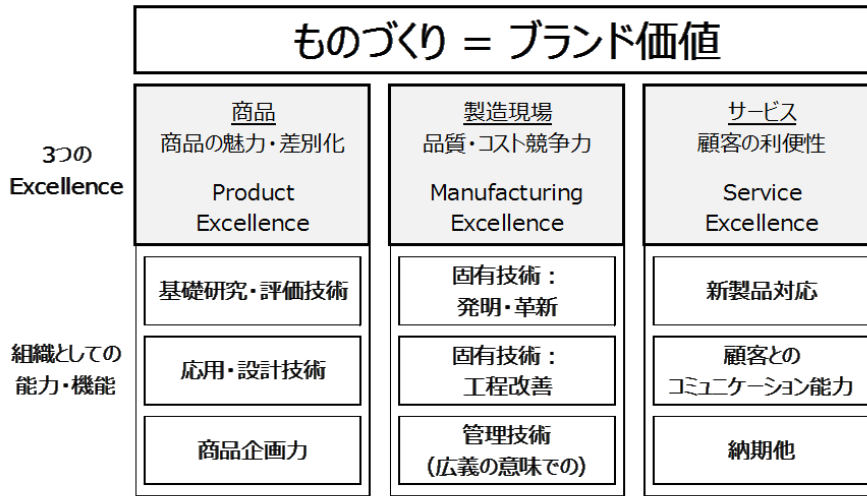 ものづくり = ブランド価値
3つの
Excellence
商品
商品の魅力・差別化
Product
Excellence
製造現場
品質・コスト競争力
Manufacturing
Excellence
サービス
顧客の利便性
Service
Excellence
組織としての
能力・機能
基礎研究・評価技術
応用・設計技術
商品企画力
固有技術：
発明・革新
固有技術：
工程改善
管理技術
（広義の意味での）
新製品対応
顧客との
コミュニケーション能力
納期他